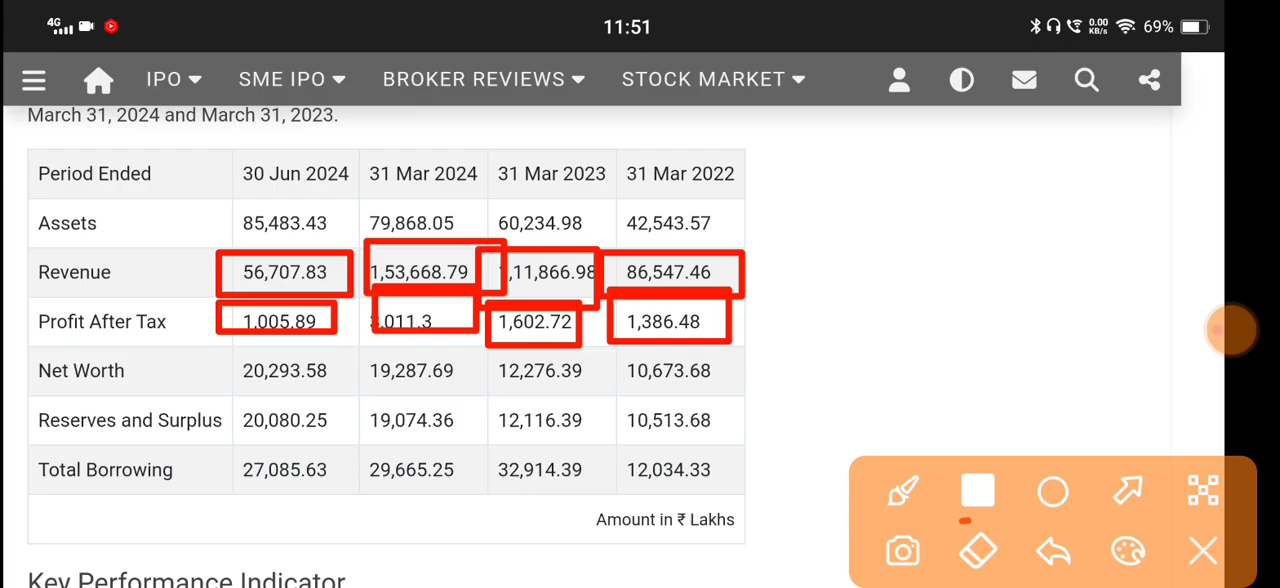 4G 11:51 0.00 KB/s 69%
IPO SME IPO BROKER REVIEWS STOCK MARKET
March 31, 2024 and March 31, 2023.
Period Ended 30 Jun 2024 31 Mar 2024 31 Mar 2023 31 Mar 2022
Assets 85,483.43 79,868.05 60,234.98 42,543.57
Revenue 56,707.83 1,53,668.79 1,11,866.98 86,547.46
Profit After Tax 1,005.89 3,011.3 1,602.72 1,386.48
Net Worth 20,293.58 19,287.69 12,276.39 10,673.68
Reserves and Surplus 20,080.25 19,074.36 12,116.39 10,513.68
Total Borrowing 27,085.63 29,665.25 32,914.39 12,034.33
Amount in ₹ Lakhs
Key Performance Indicator